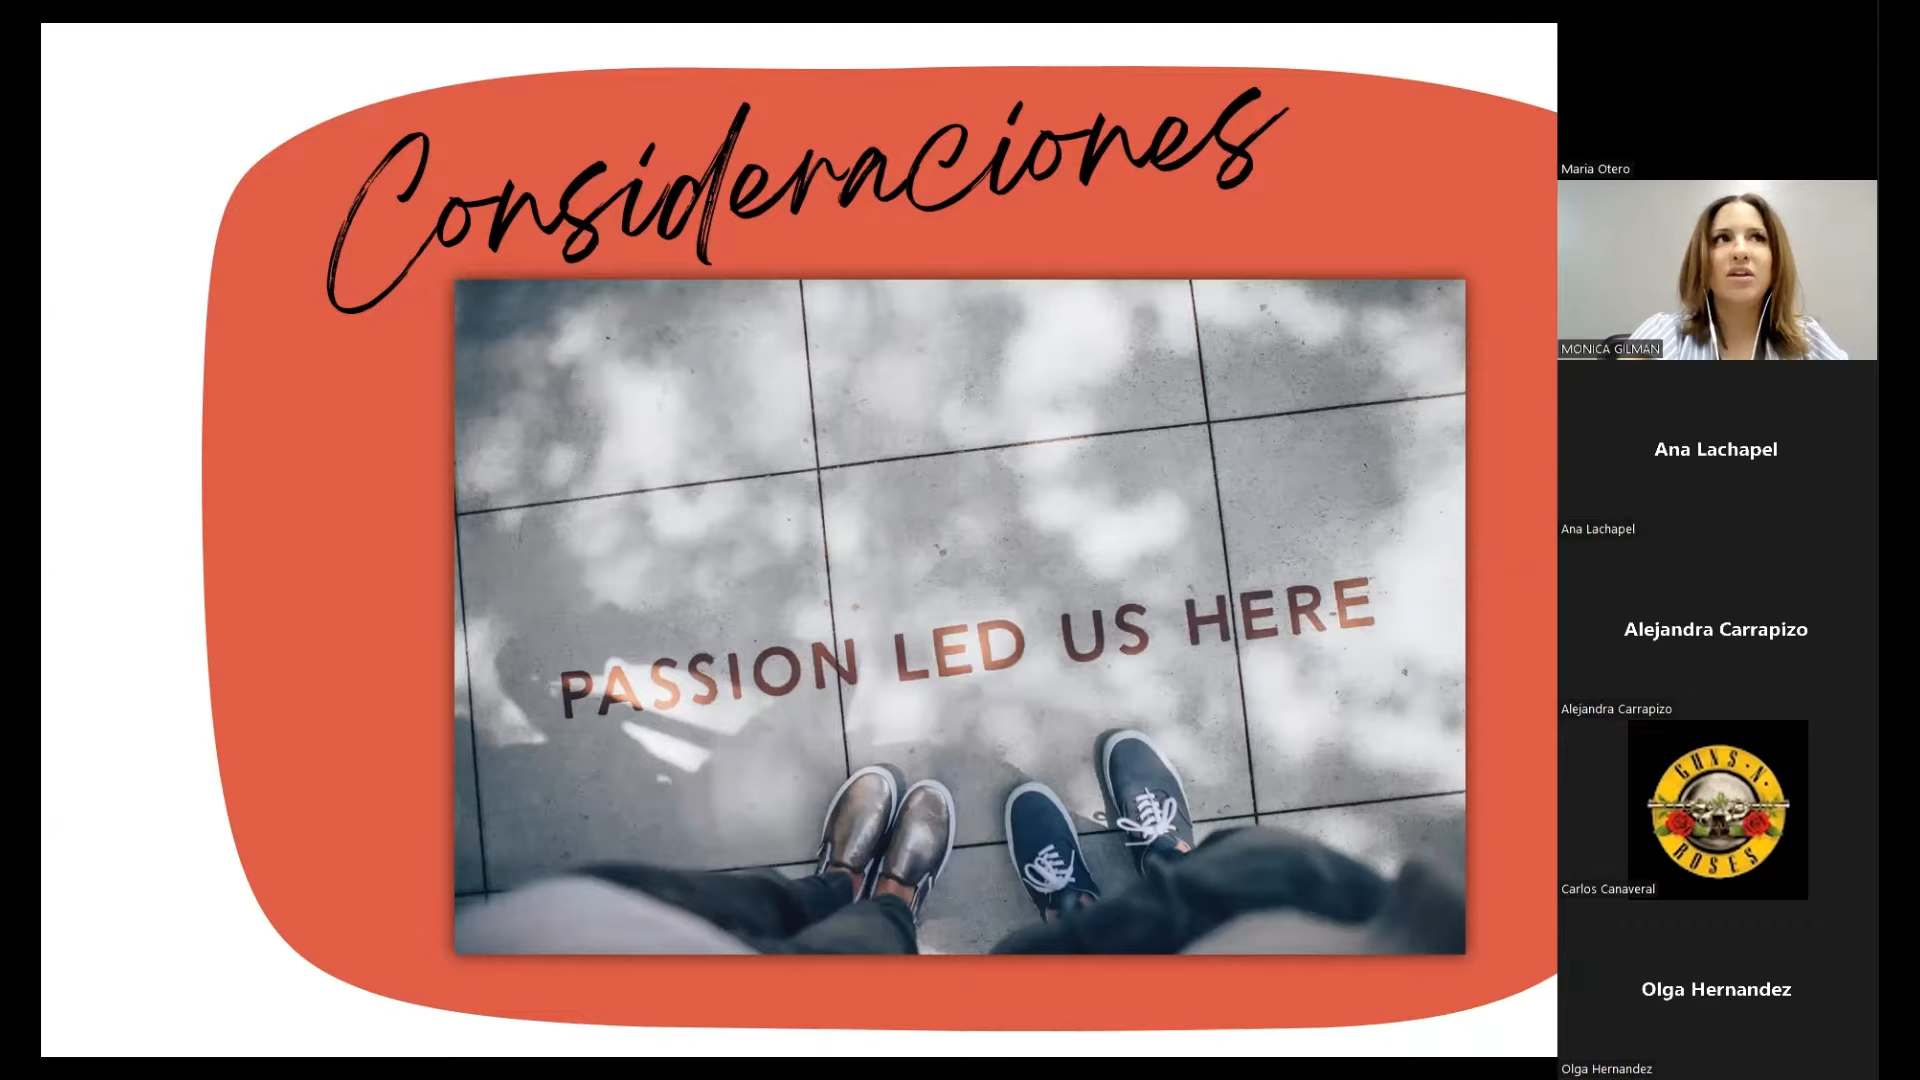 Consideraciones
PASSION LED US HERE
Maria Otero
MONICA GILMAN
Ana Lachapel
Ana Lachapel
Alejandra Carrapizo
Alejandra Carrapizo
GUNS N'
ROSES
Carlos Canaveral
Olga Hernandez
Olga Hernandez